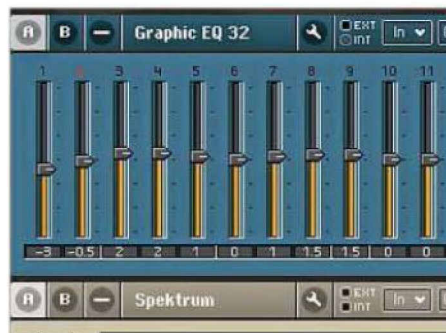 A B Graphic EQ 32 EXT INT In
1 2 3 4 5 6 7 8 9 10 11
-3 -0.5 2 2 1 0 1 1.5 1.5 0 0
A B Spektrum EXT INT In